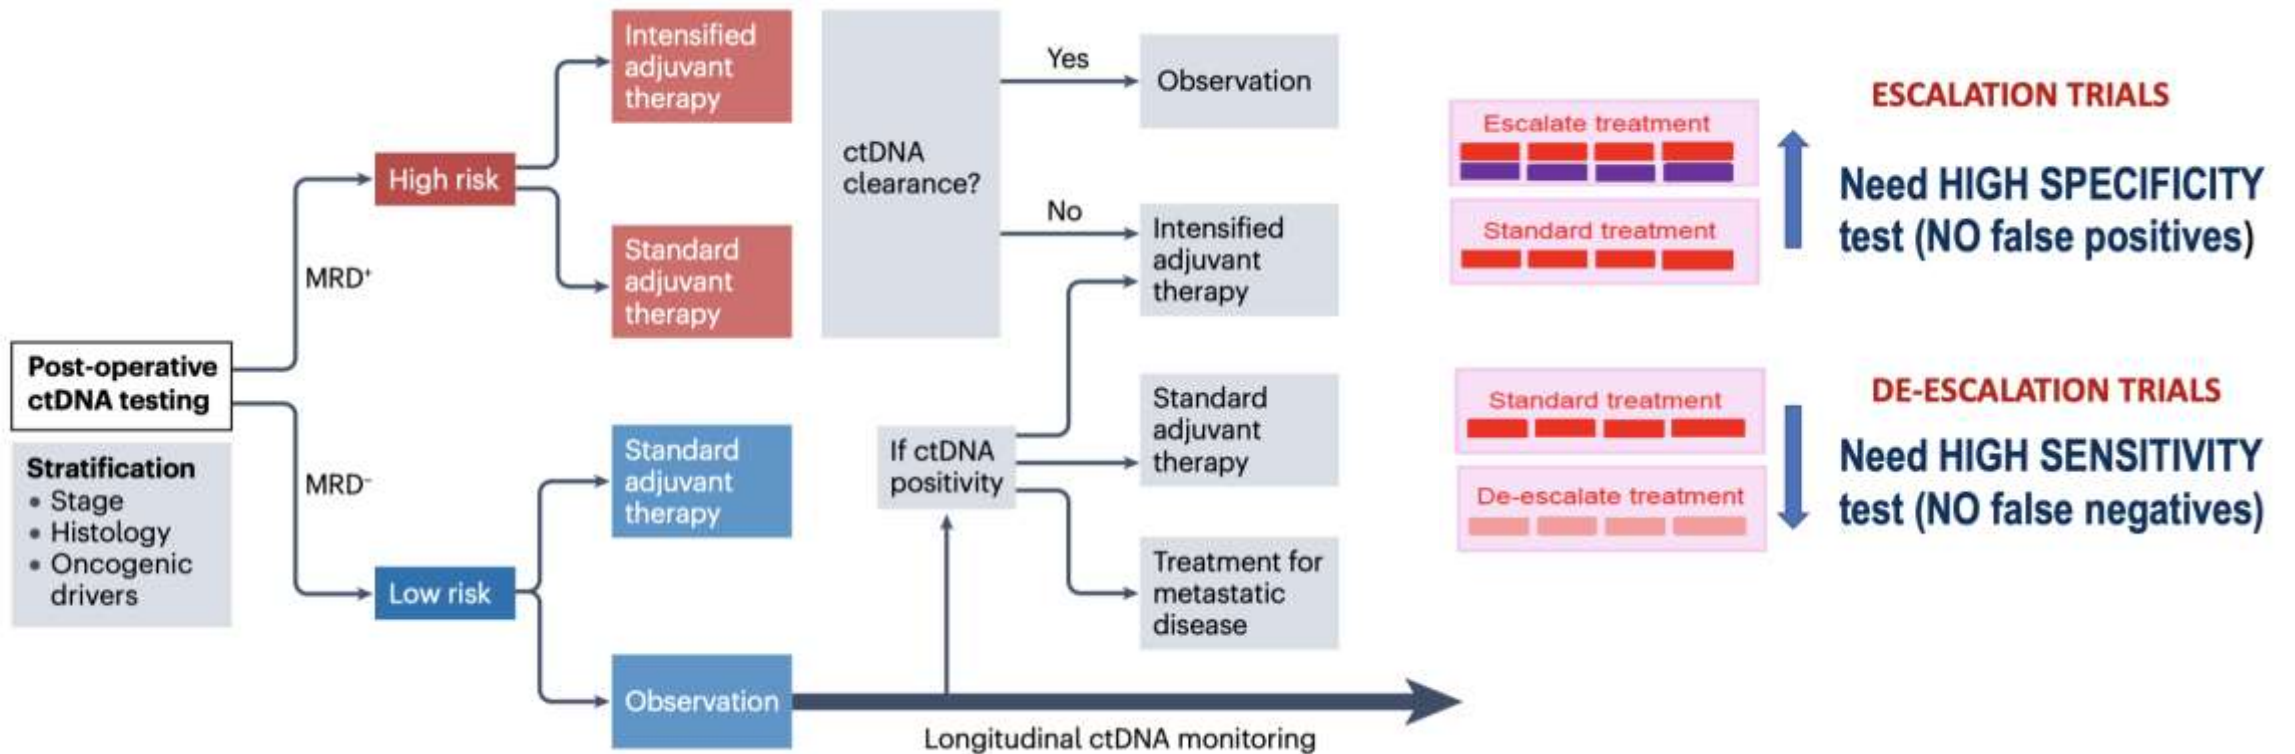 Post-operative
ctDNA testing
Stratification
• Stage
• Histology
• Oncogenic
drivers
MRD⁺
MRD⁻
High risk
Low risk
Intensified
adjuvant
therapy
Standard
adjuvant
therapy
Standard
adjuvant
therapy
Observation
ctDNA
clearance?
Yes
No
Observation
Intensified
adjuvant
therapy
If ctDNA
positivity
Standard
adjuvant
therapy
Treatment for
metastatic
disease
Longitudinal ctDNA monitoring
Escalate treatment
Standard treatment
ESCALATION TRIALS
Need HIGH SPECIFICITY
test (NO false positives)
Standard treatment
De-escalate treatment
DE-ESCALATION TRIALS
Need HIGH SENSITIVITY
test (NO false negatives)